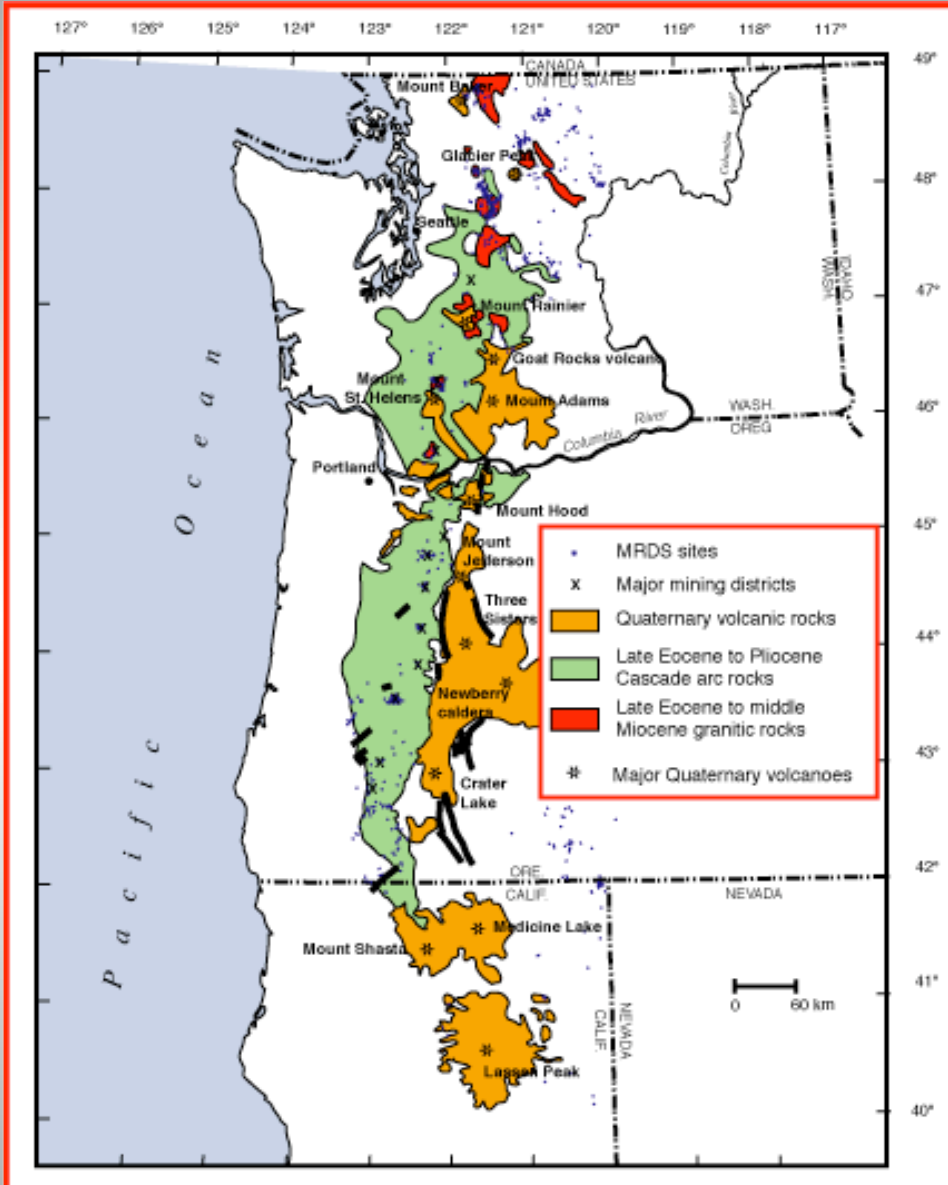 127° 126° 125° 124° 123° 122° 121° 120° 119° 118° 117°
49°
CANADA
UNITED STATES
Mount Baker
Columbia River
Glacier Peak
48°
Seattle
IDAHO
WASH.
47°
Mount Rainier
Goat Rocks volcano
Mount
St. Helens
Mount Adams
46°
WASH.
OREG
Columbia River
Portland
Mount Hood
45°
Pacific Ocean
Mount
Jefferson
Three
Sisters
44°
Newberry
caldera
43°
Crater
Lake
MRDS sites
x Major mining districts
Quaternary volcanic rocks
Late Eocene to Pliocene
Cascade arc rocks
Late Eocene to middle
Miocene granitic rocks
Major Quaternary volcanoes
42°
ORE.
CALIF.
NEVADA
Medicine Lake
Mount Shasta
41°
0 60 km
NEVADA
CALIF.
Lassen Peak
40°